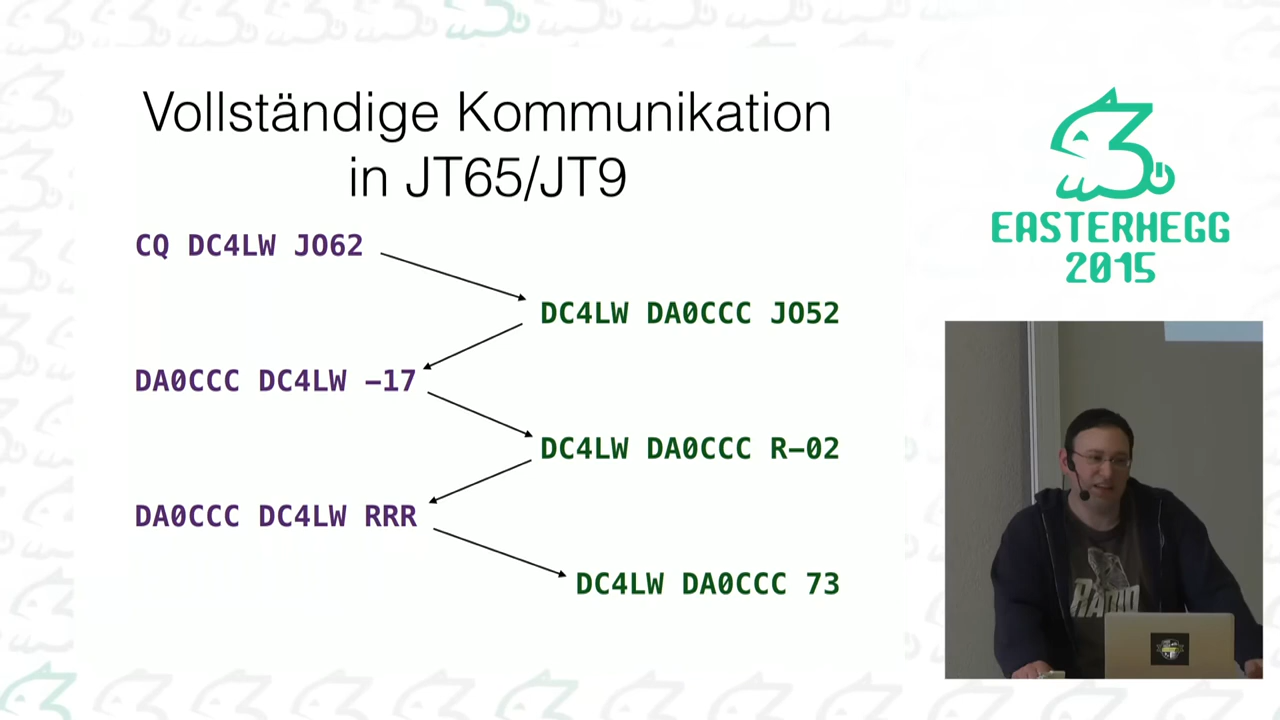 Vollständige Kommunikation
in JT65/JT9
CQ DC4LW JO62
DC4LW DA0CCC JO52
DA0CCC DC4LW –17
DC4LW DA0CCC R–02
DA0CCC DC4LW RRR
DC4LW DA0CCC 73
EASTERHEGG
2015
RADIO